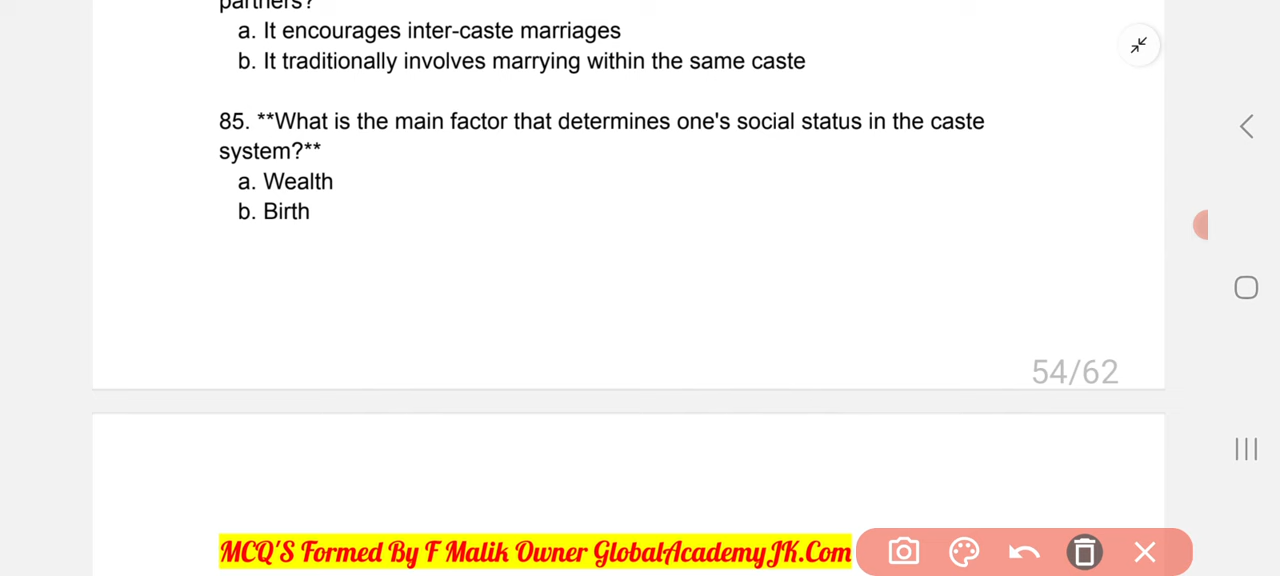 partners?
a. It encourages inter-caste marriages
b. It traditionally involves marrying within the same caste
85. **What is the main factor that determines one's social status in the caste
system?**
a. Wealth
b. Birth
54/62
MCQ'S Formed By F Malik Owner GlobalAcademyJK.Com